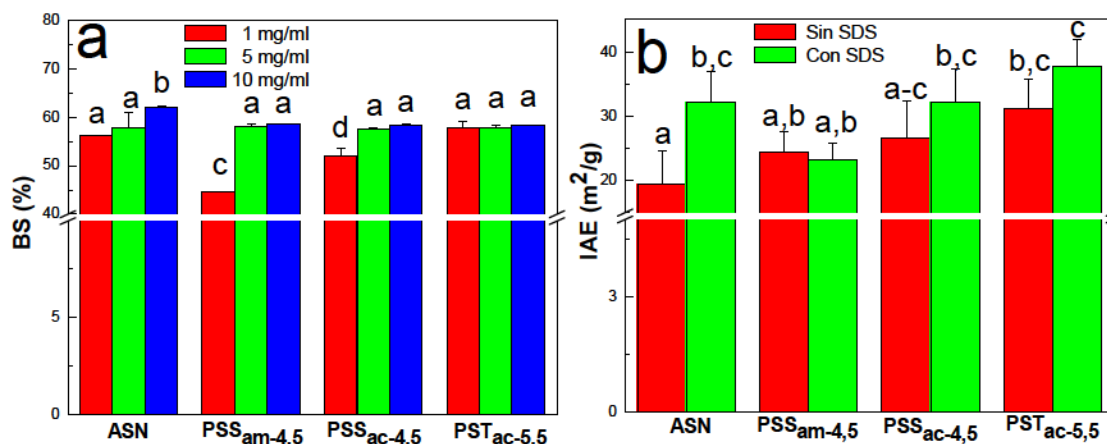 a
1 mg/ml
5 mg/ml
10 mg/ml
BS (%)
80
70
60
50
40
5
0
a a b
c a a
d a a
a a a
ASN PSSam-4,5 PSSac-4,5 PSTac-5,5
b
Sin SDS
Con SDS
IAE (m²/g)
40
30
20
3
0
a b,c
a,b a,b
a-c b,c
b,c c
ASN PSSam-4,5 PSSac-4,5 PSTac-5,5